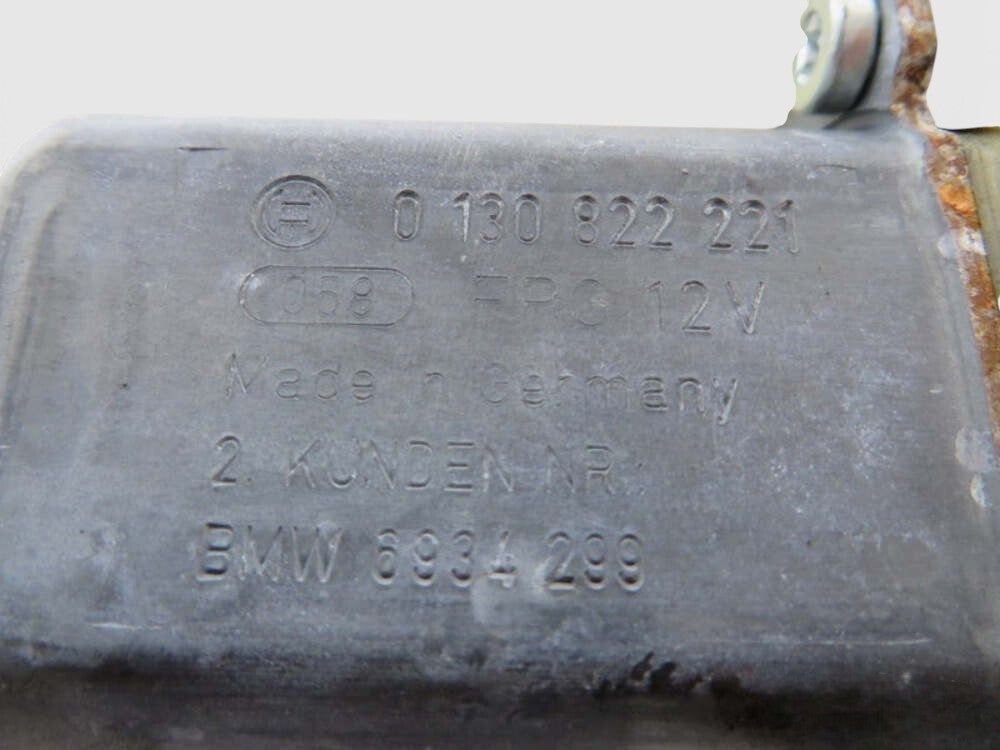 0 130 822 221
058 FPG 12V
Made in Germany
2. KUNDEN NR.:
BMW 6934 299